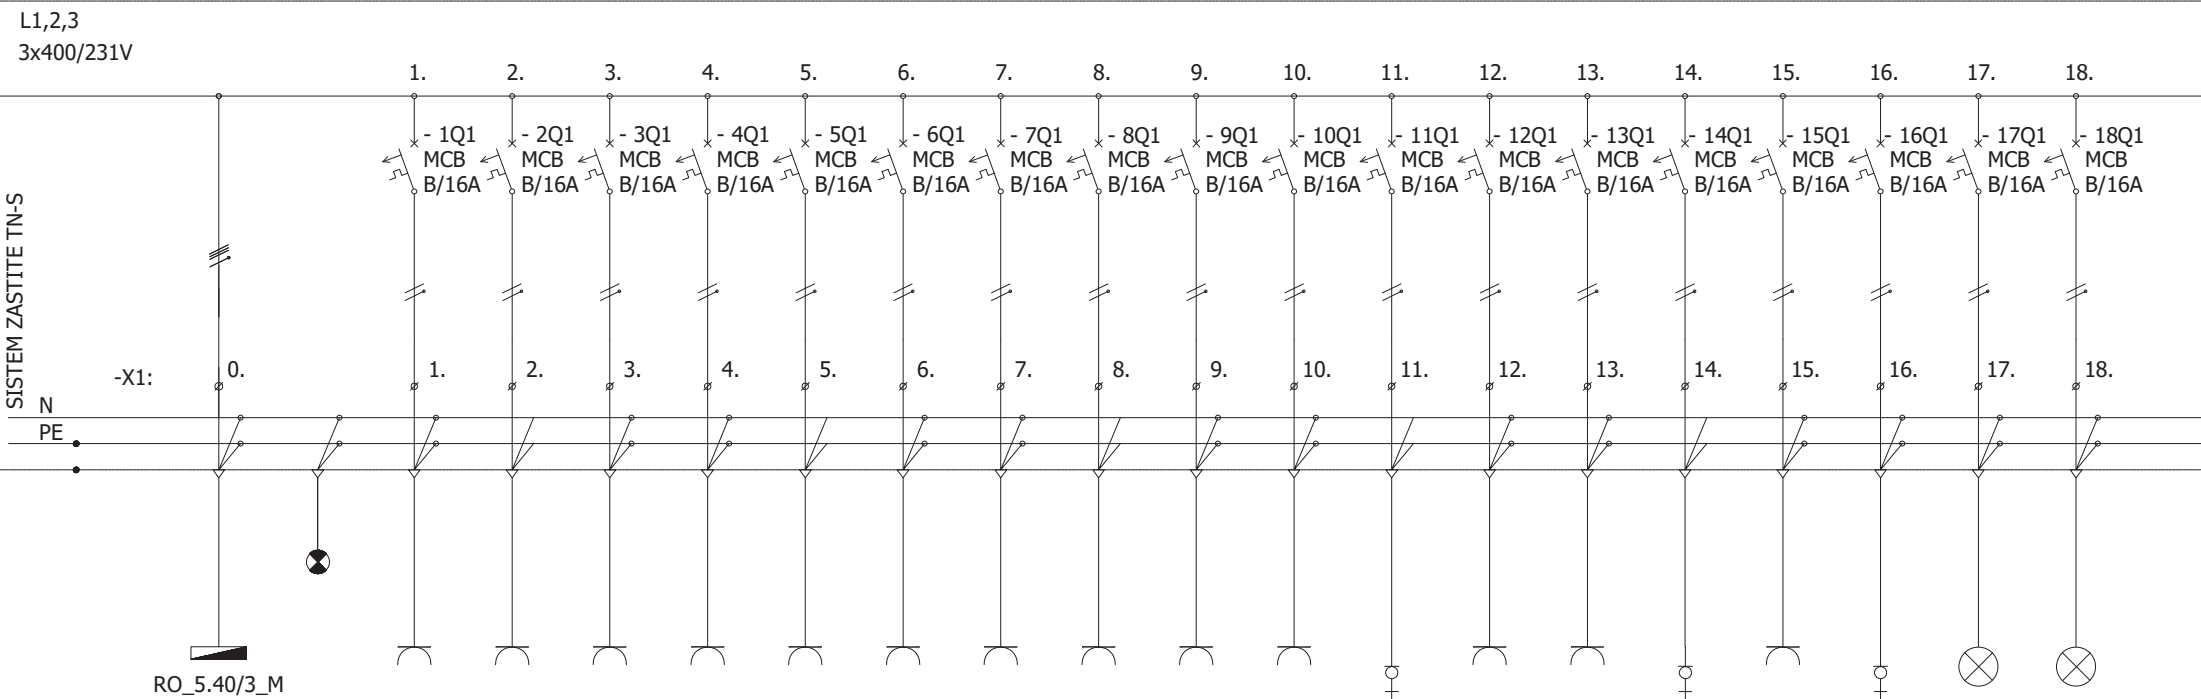 L1,2,3
3x400/231V
1. 2. 3. 4. 5. 6. 7. 8. 9. 10. 11. 12. 13. 14. 15. 16. 17. 18.
- 1Q1 - 2Q1 - 3Q1 - 4Q1 - 5Q1 - 6Q1 - 7Q1 - 8Q1 - 9Q1 - 10Q1 - 11Q1 - 12Q1 - 13Q1 - 14Q1 - 15Q1 - 16Q1 - 17Q1 - 18Q1
MCB MCB MCB MCB MCB MCB MCB MCB MCB MCB MCB MCB MCB MCB MCB MCB MCB MCB
B/16A B/16A B/16A B/16A B/16A B/16A B/16A B/16A B/16A B/16A B/16A B/16A B/16A B/16A B/16A B/16A B/16A B/16A
SISTEM ZASTITE TN-S
-X1: 0. 1. 2. 3. 4. 5. 6. 7. 8. 9. 10. 11. 12. 13. 14. 15. 16. 17. 18.
N
PE
RO_5.40/3_M